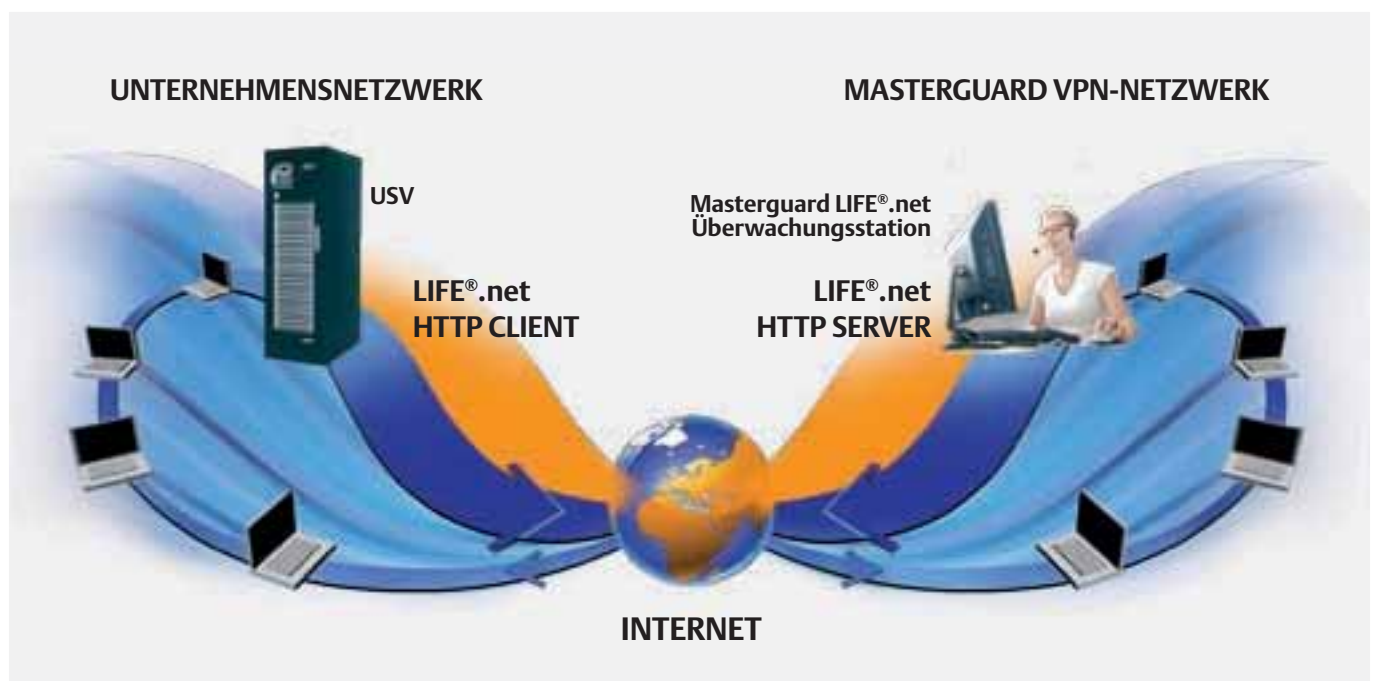 UNTERNEHMENSNETZWERK
MASTERGUARD VPN-NETZWERK
USV
Masterguard LIFE®.net
Überwachungsstation
LIFE®.net
HTTP CLIENT
LIFE®.net
HTTP SERVER
INTERNET